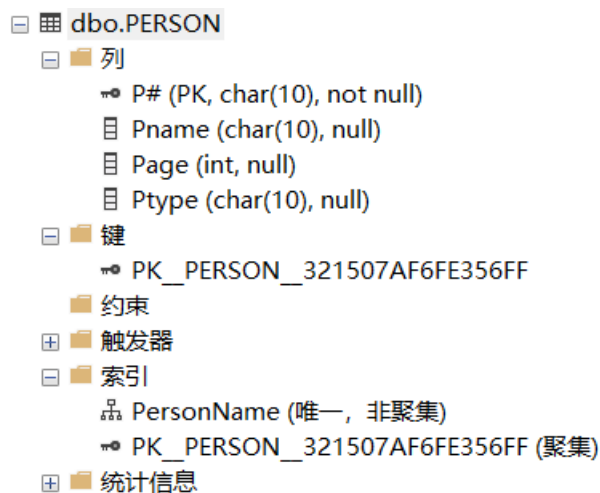 dbo.PERSON
列
P# (PK, char(10), not null)
Pname (char(10), null)
Page (int, null)
Ptype (char(10), null)
键
PK__PERSON__321507AF6FE356FF
约束
触发器
索引
PersonName (唯一，非聚集)
PK__PERSON__321507AF6FE356FF (聚集)
统计信息